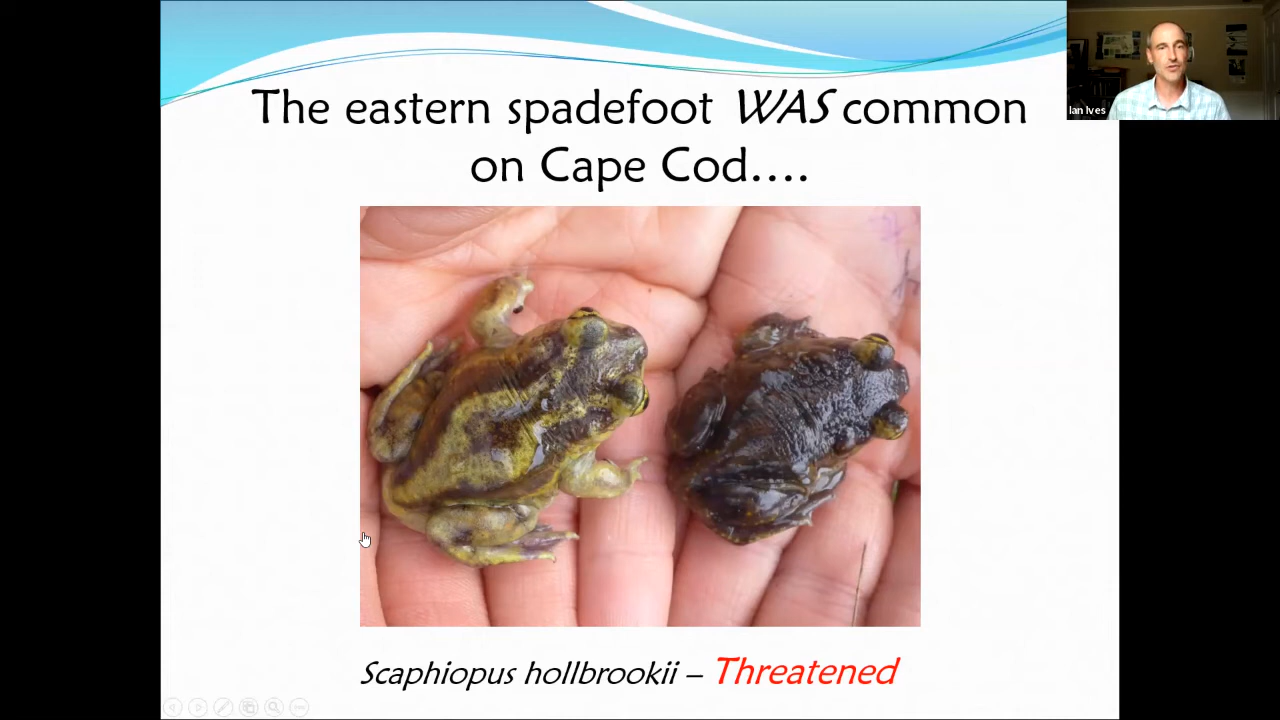 The eastern spadefoot WAS common
on Cape Cod....
Ian Ives
Scaphiopus hollbrookii – Threatened